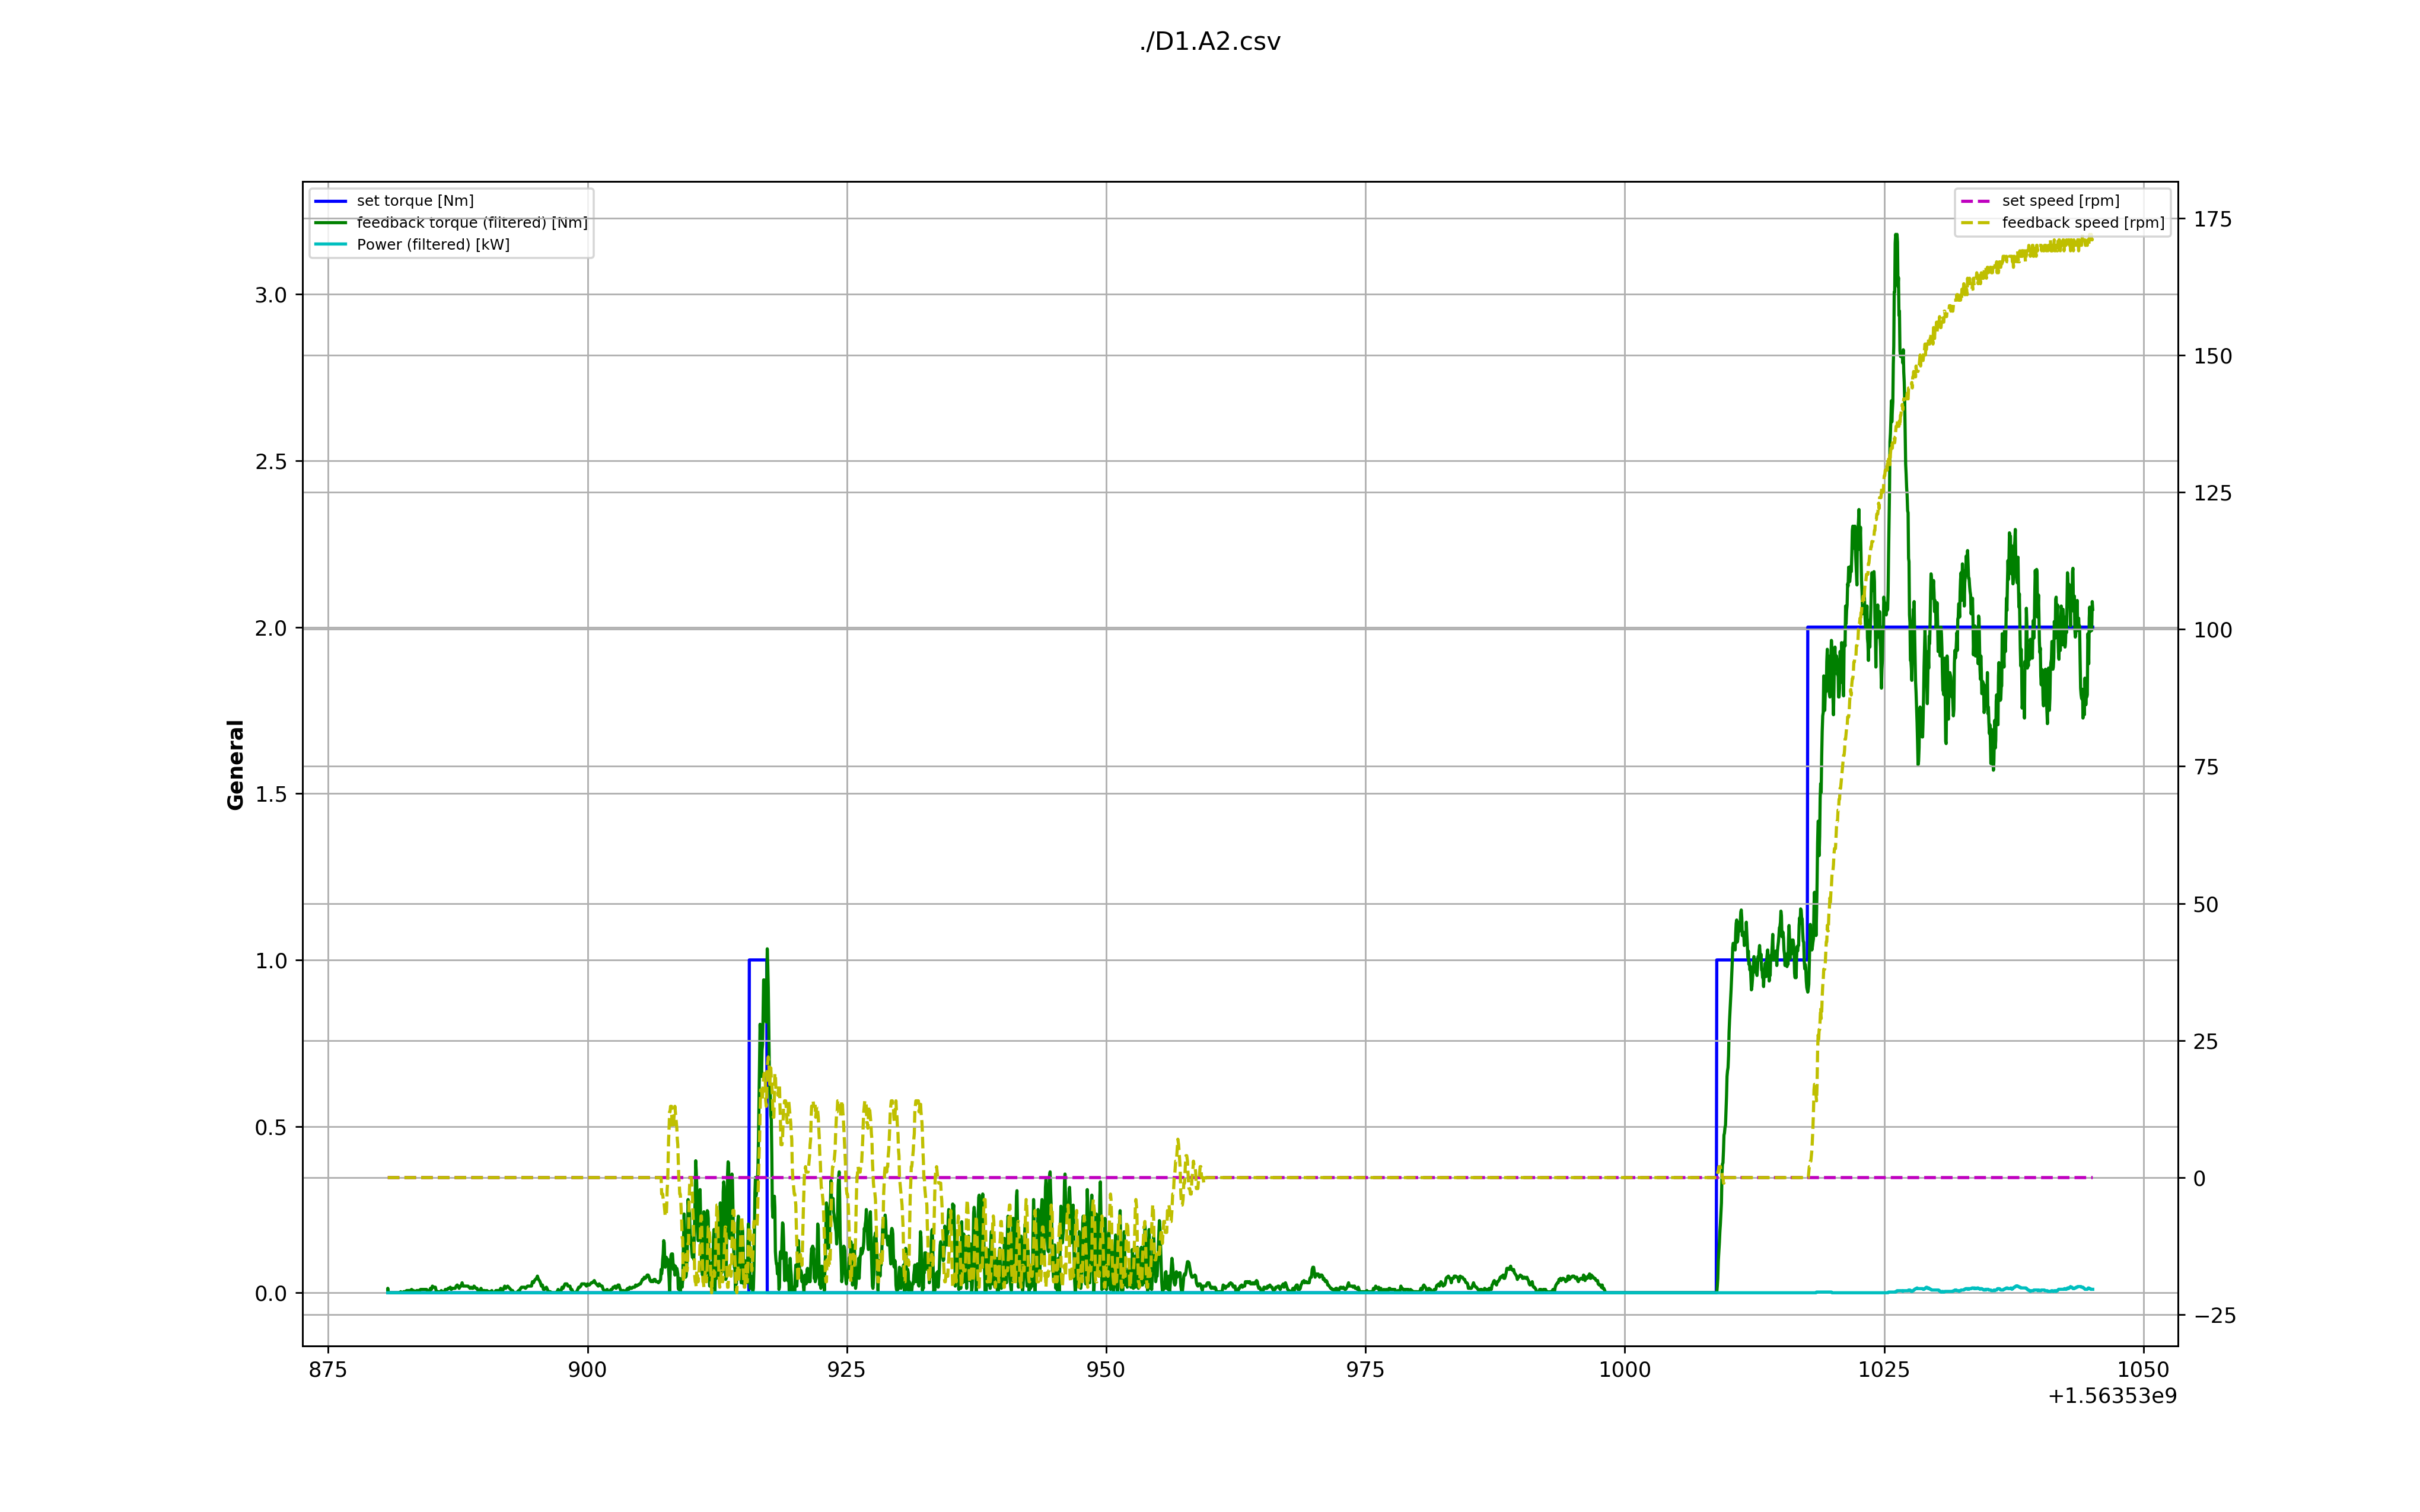 ./D1.A2.csv
set torque [Nm]
feedback torque (filtered) [Nm]
Power (filtered) [kW]
set speed [rpm]
feedback speed [rpm]
General
3.0
2.5
2.0
1.5
1.0
0.5
0.0
175
150
125
100
75
50
25
0
−25
875 900 925 950 975 1000 1025 1050
+1.56353e9